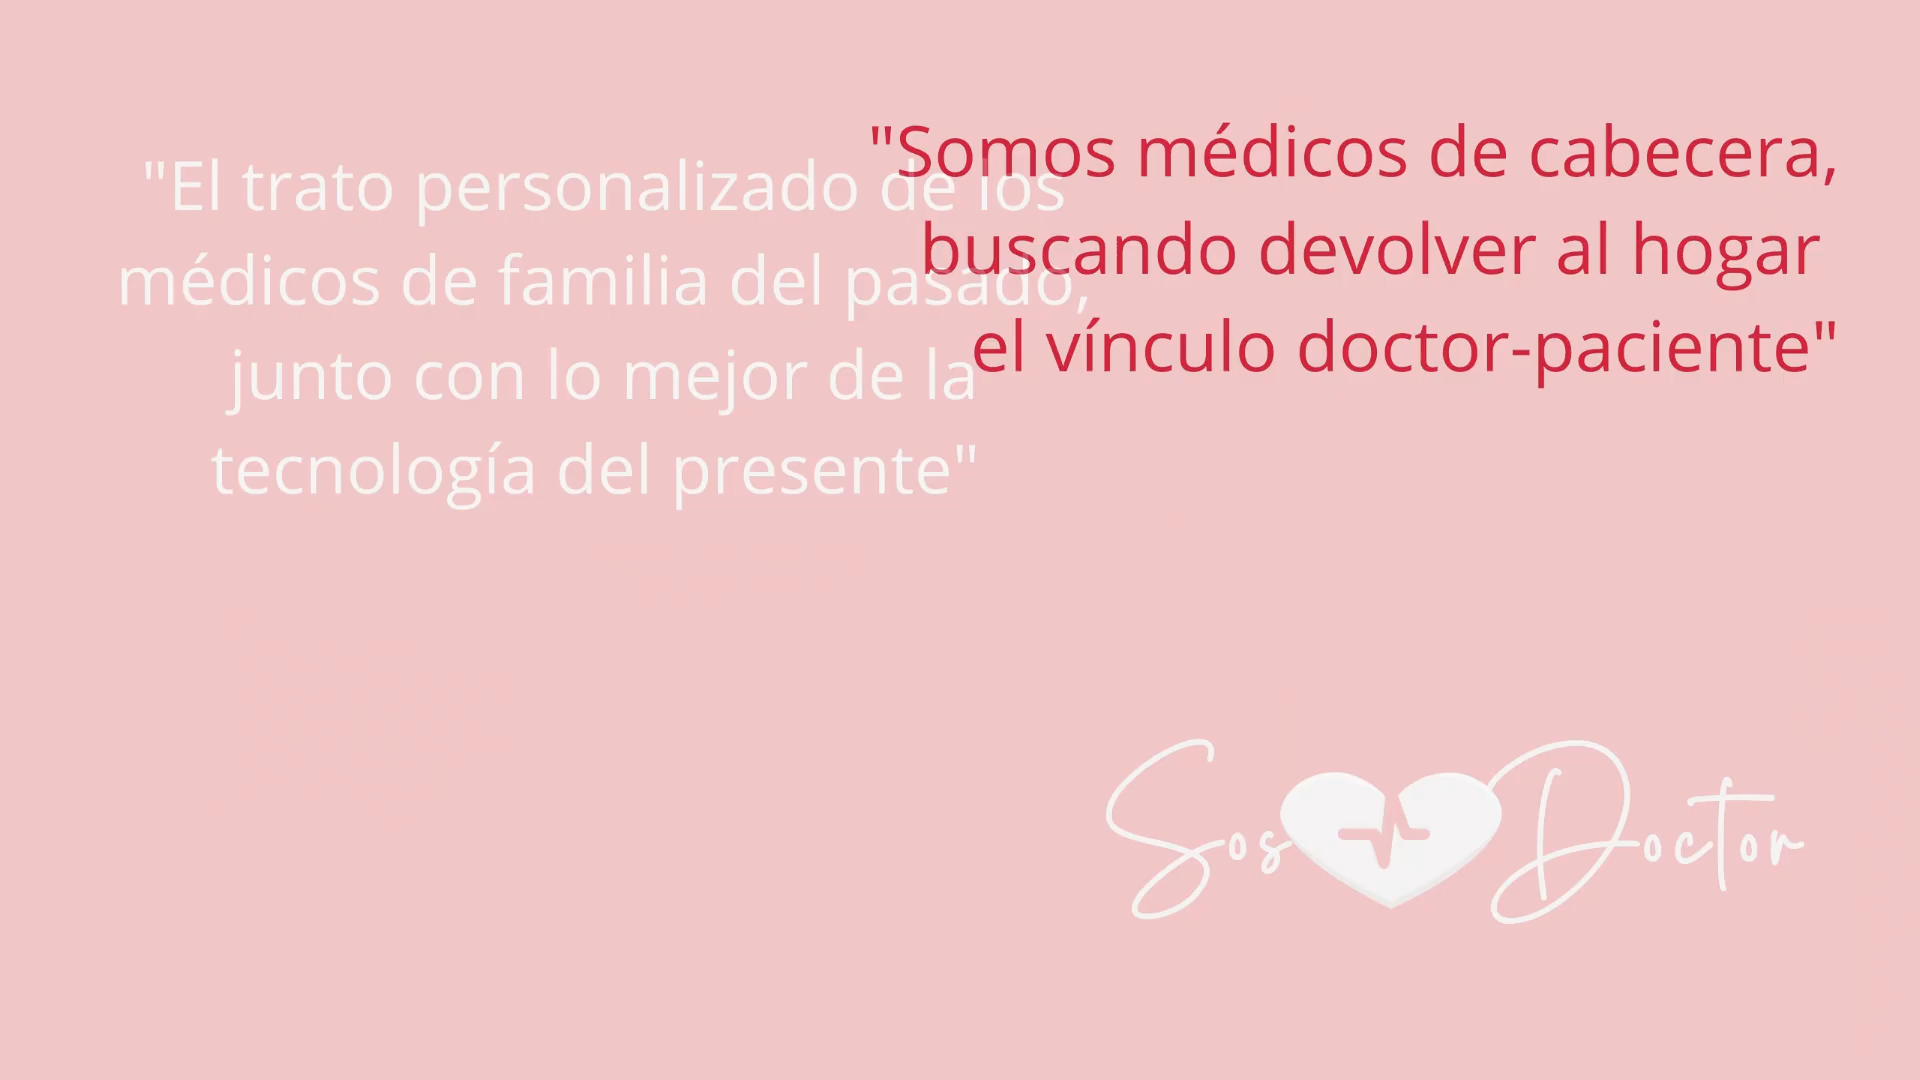 "El trato personalizado de los
médicos de familia del pasado,
junto con lo mejor de la
tecnología del presente"
"Somos médicos de cabecera,
buscando devolver al hogar
el vínculo doctor-paciente"
Sos Doctor